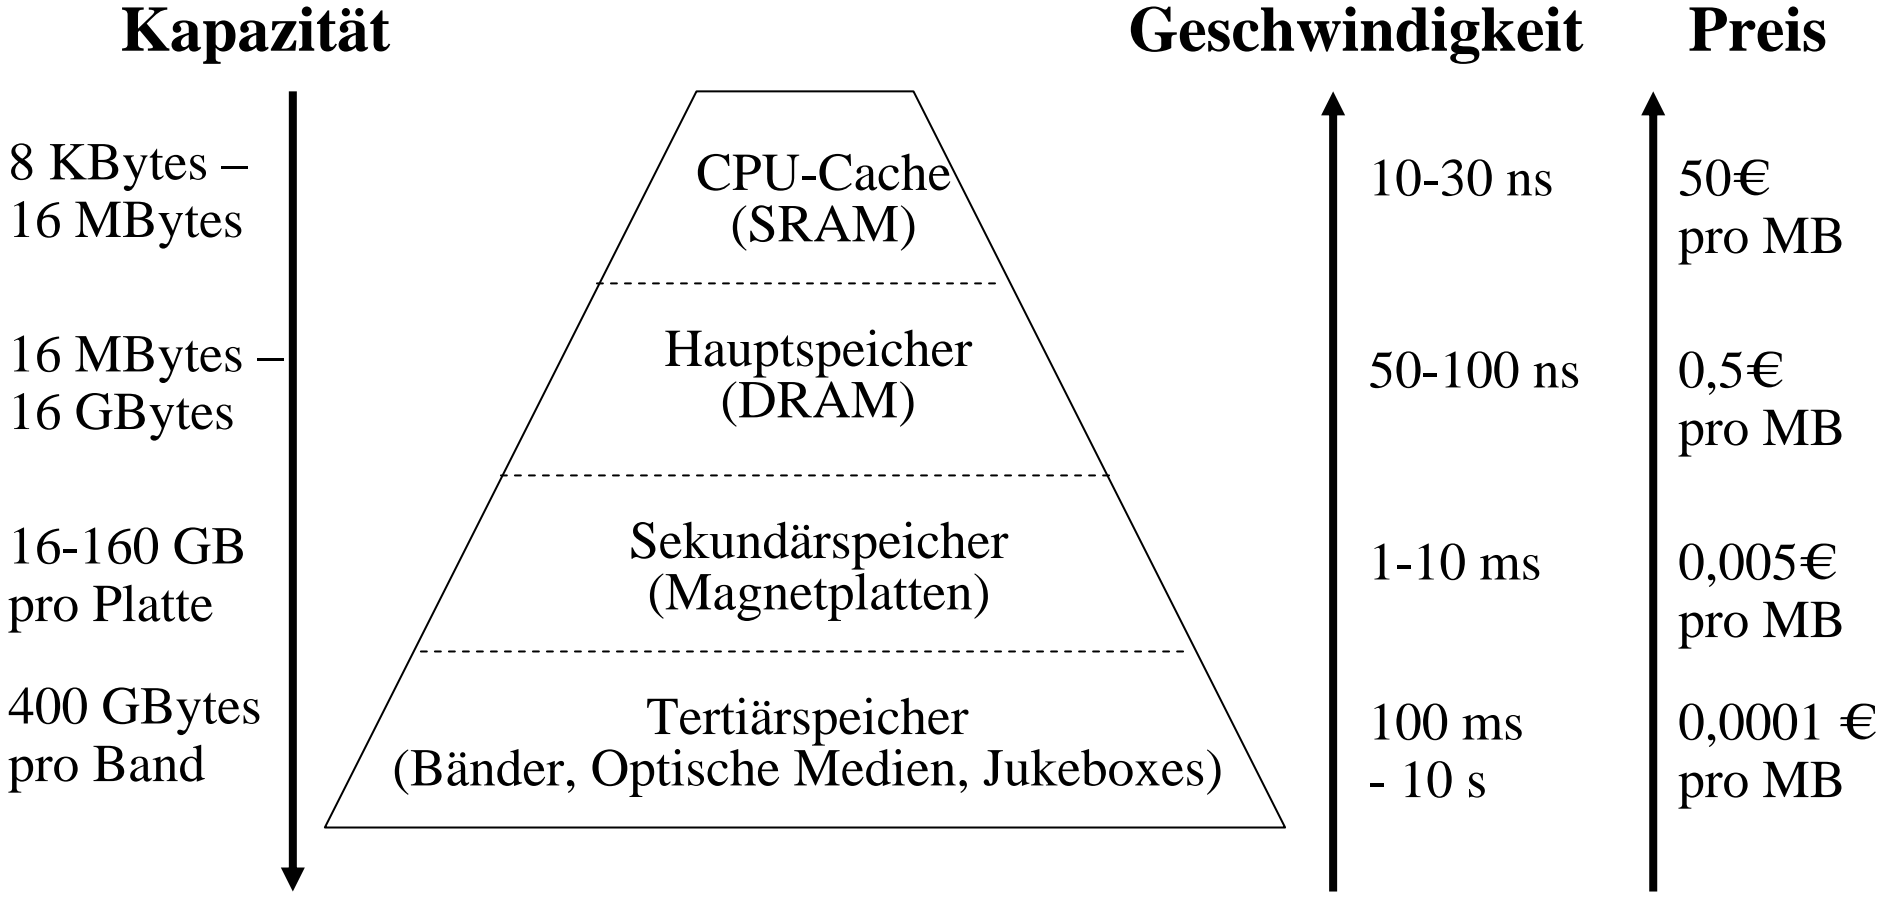 Kapazität
Geschwindigkeit
Preis
8 KBytes –
16 MBytes
CPU-Cache
(SRAM)
10-30 ns
50€
pro MB
16 MBytes –
16 GBytes
Hauptspeicher
(DRAM)
50-100 ns
0,5€
pro MB
16-160 GB
pro Platte
Sekundärspeicher
(Magnetplatten)
1-10 ms
0,005€
pro MB
400 GBytes
pro Band
Tertiärspeicher
(Bänder, Optische Medien, Jukeboxes)
100 ms
- 10 s
0,0001 €
pro MB